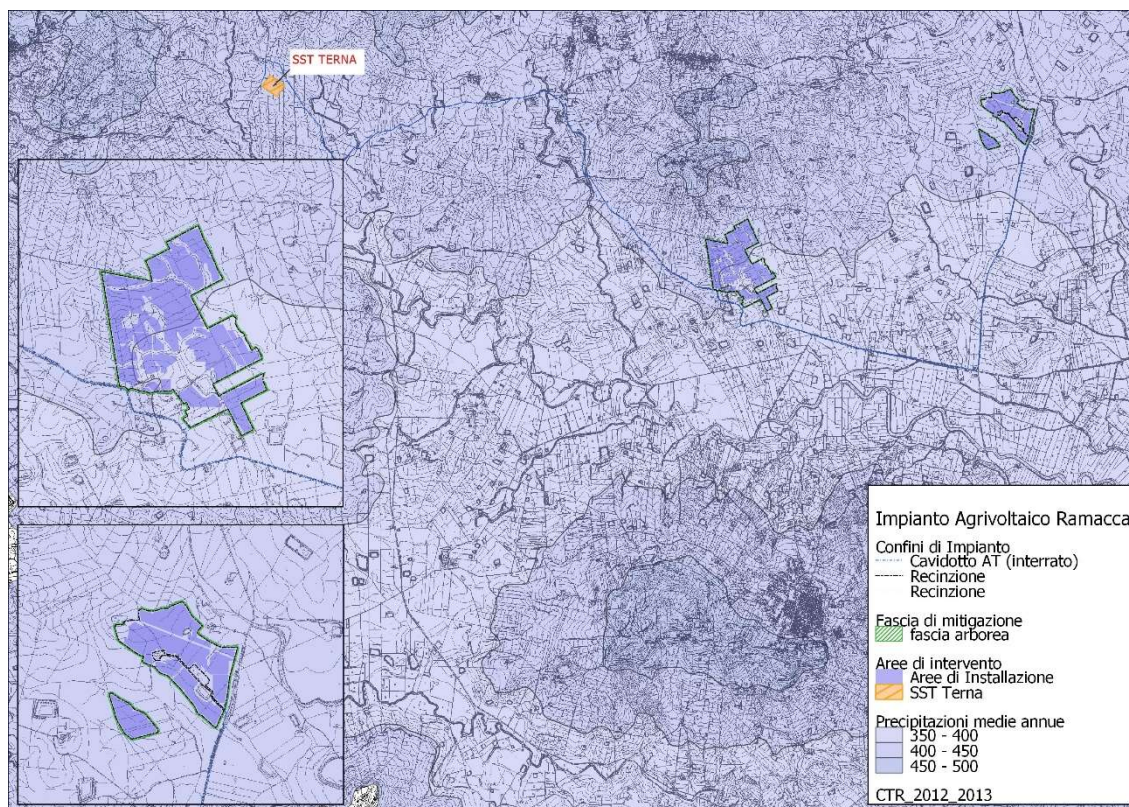 SST TERNA
Impianto Agrivoltaico Ramacca
Confini di Impianto
Cavidotto AT (interrato)
Recinzione
Recinzione
Fascia di mitigazione
fascia arborea
Aree di intervento
Aree di Installazione
SST Terna
Precipitazioni medie annue
350 - 400
400 - 450
450 - 500
CTR_2012_2013